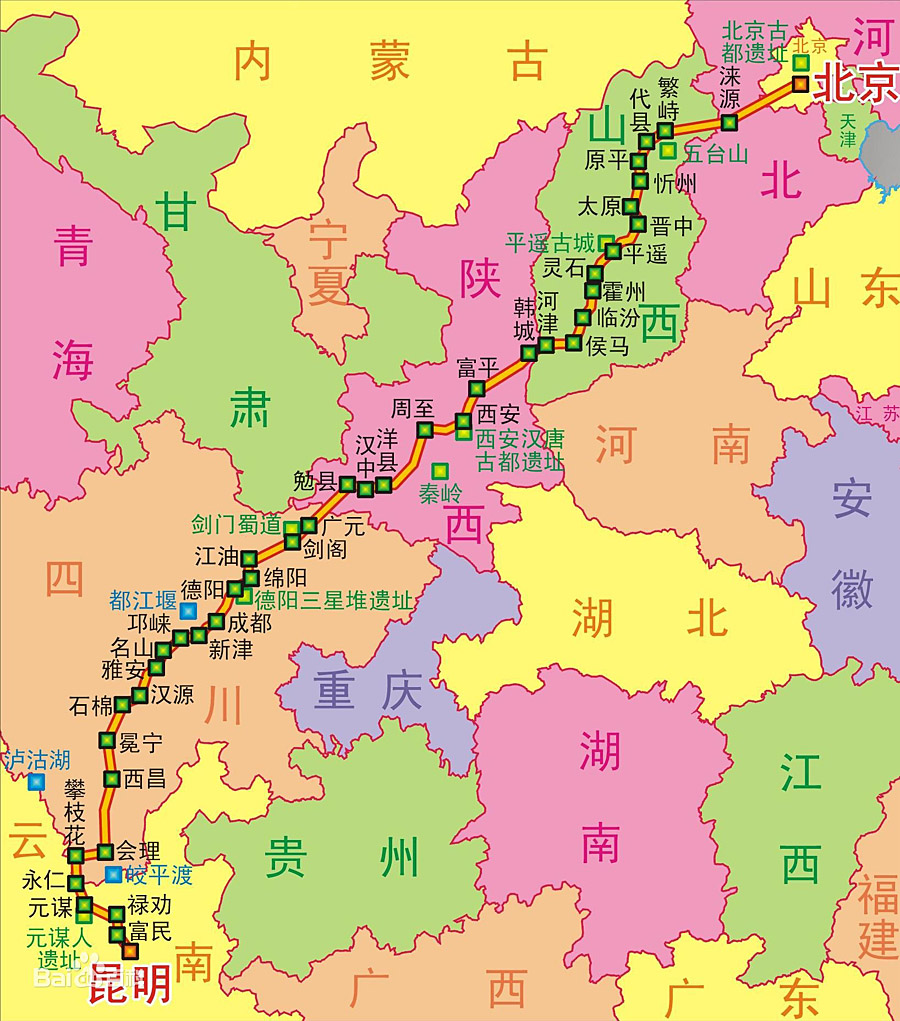 内蒙古
北京古
都遗址
北京
河
北京
涞源
繁峙
代县
山
天津
五台山
原平
北
忻州
甘
太原
晋中
宁夏
青
平遥古城
平遥
陕
灵石
霍州
山东
韩城
河津
临汾
西
侯马
海
富平
肃
周至
西安
江苏
西安汉唐
古都遗址
河南
汉中
洋县
勉县
秦岭
安
剑门蜀道
广元
西
剑阁
江油
四
绵阳
德阳
徽
都江堰
德阳三星堆遗址
湖北
邛崃
成都
名山
新津
雅安
重庆
汉源
石棉
川
冕宁
湖
泸沽湖
西昌
江
攀枝花
云
会理
贵州
南
西
皎平渡
永仁
福建
元谋
禄劝
元谋人
遗址
富民
南
Bai百科
昆明
广西
广东